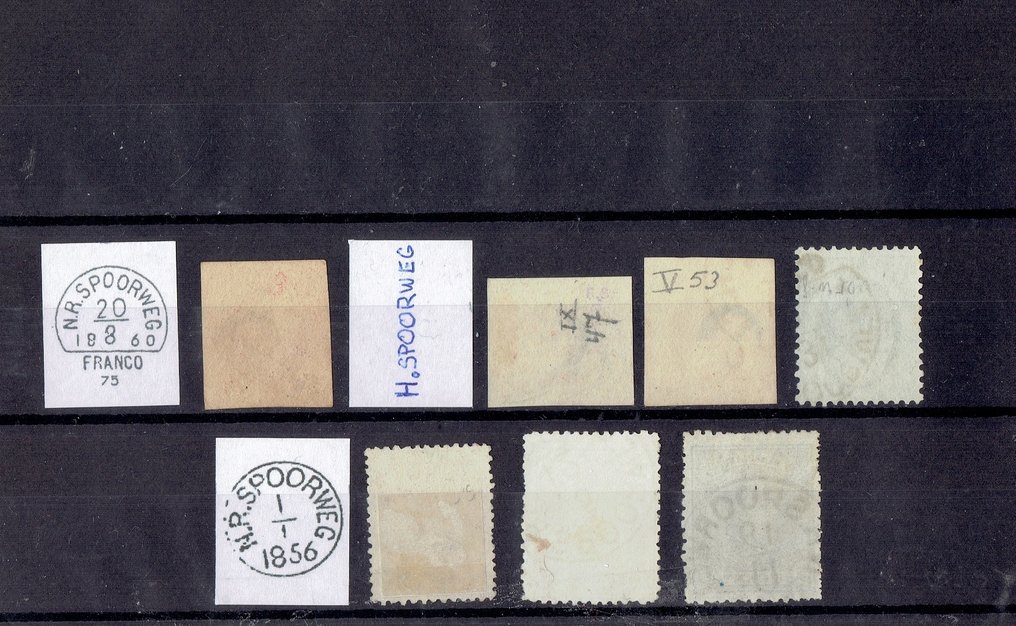 N.R.SPOORWEG
20
8
18 60
FRANCO
75
H.SPOORWEG
IX
47
V 53
N.R.SPOORWEG
1
1
1856